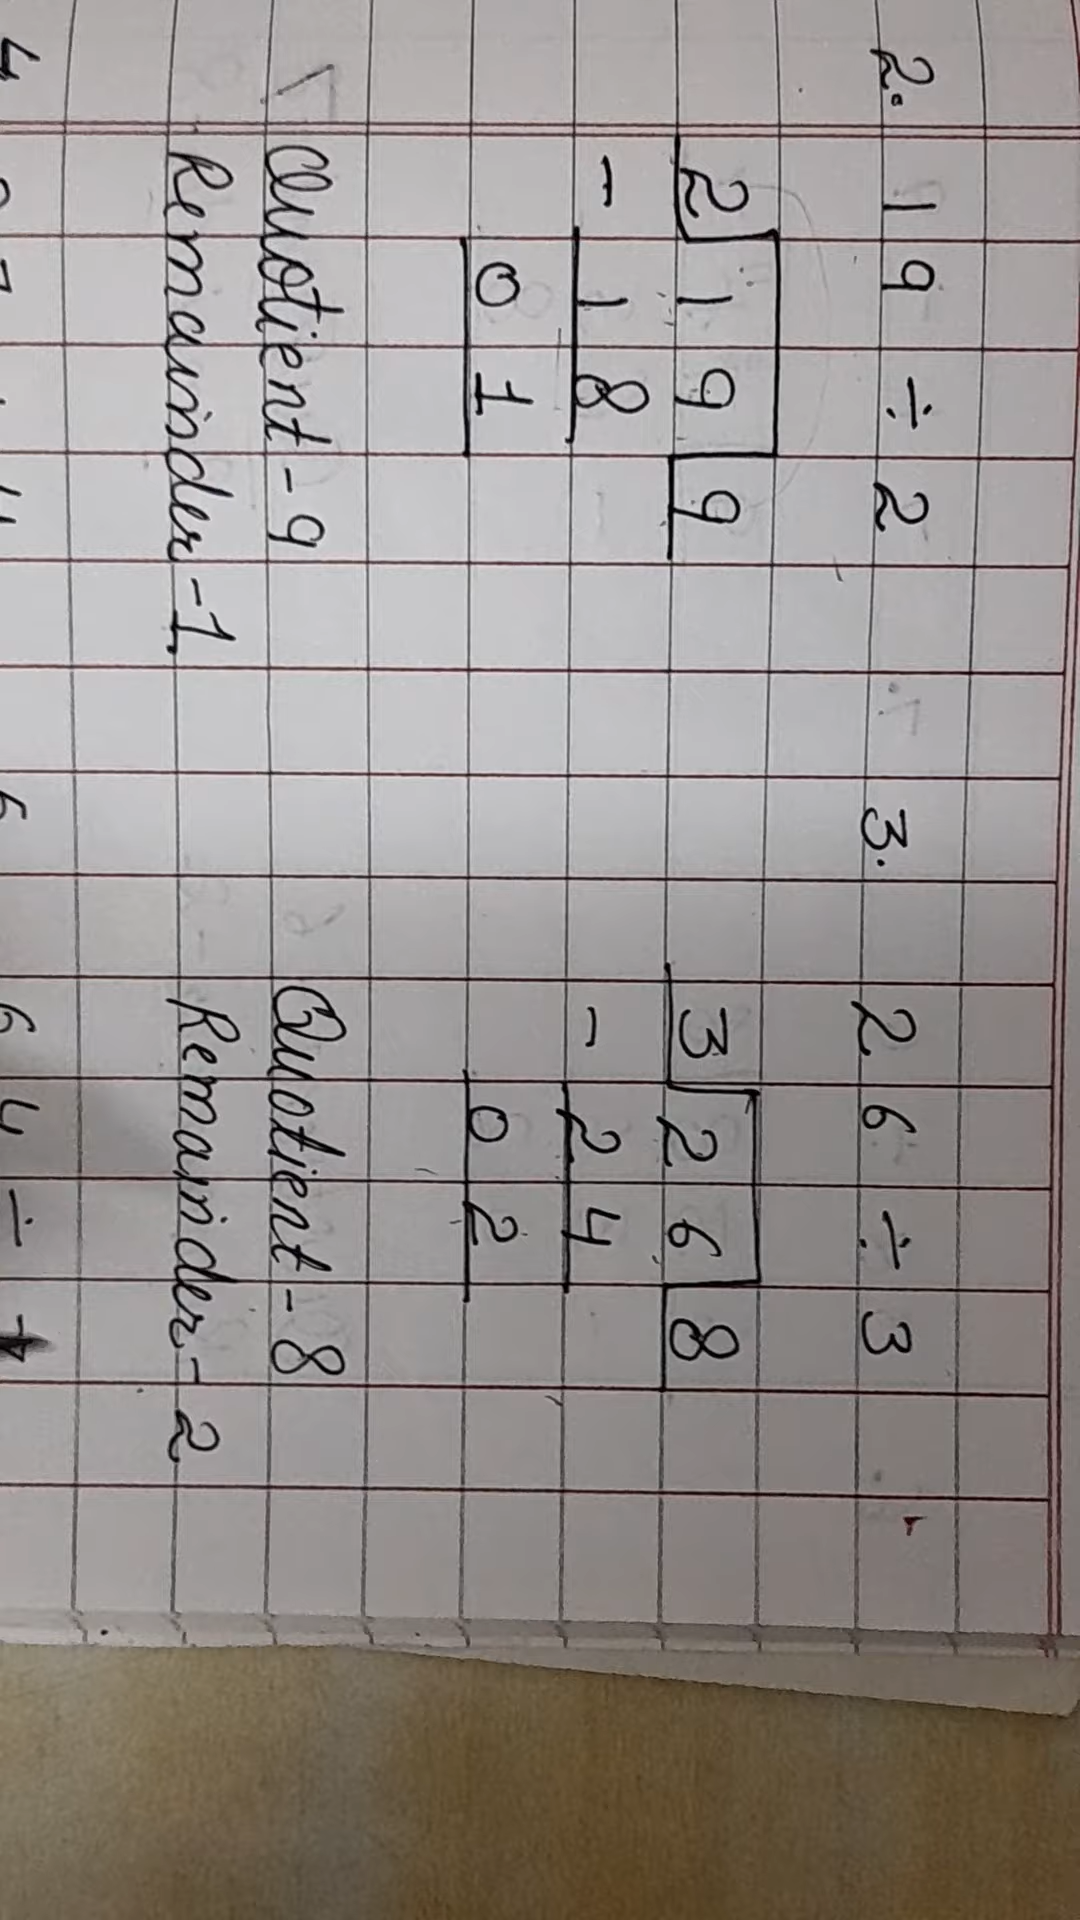 2. 19 ÷ 2
2 19 9
- 18
01
Quotient - 9
Remainder - 1
3. 26 ÷ 3
3 26 8
- 24
02
Quotient - 8
Remainder - 2
64 ÷